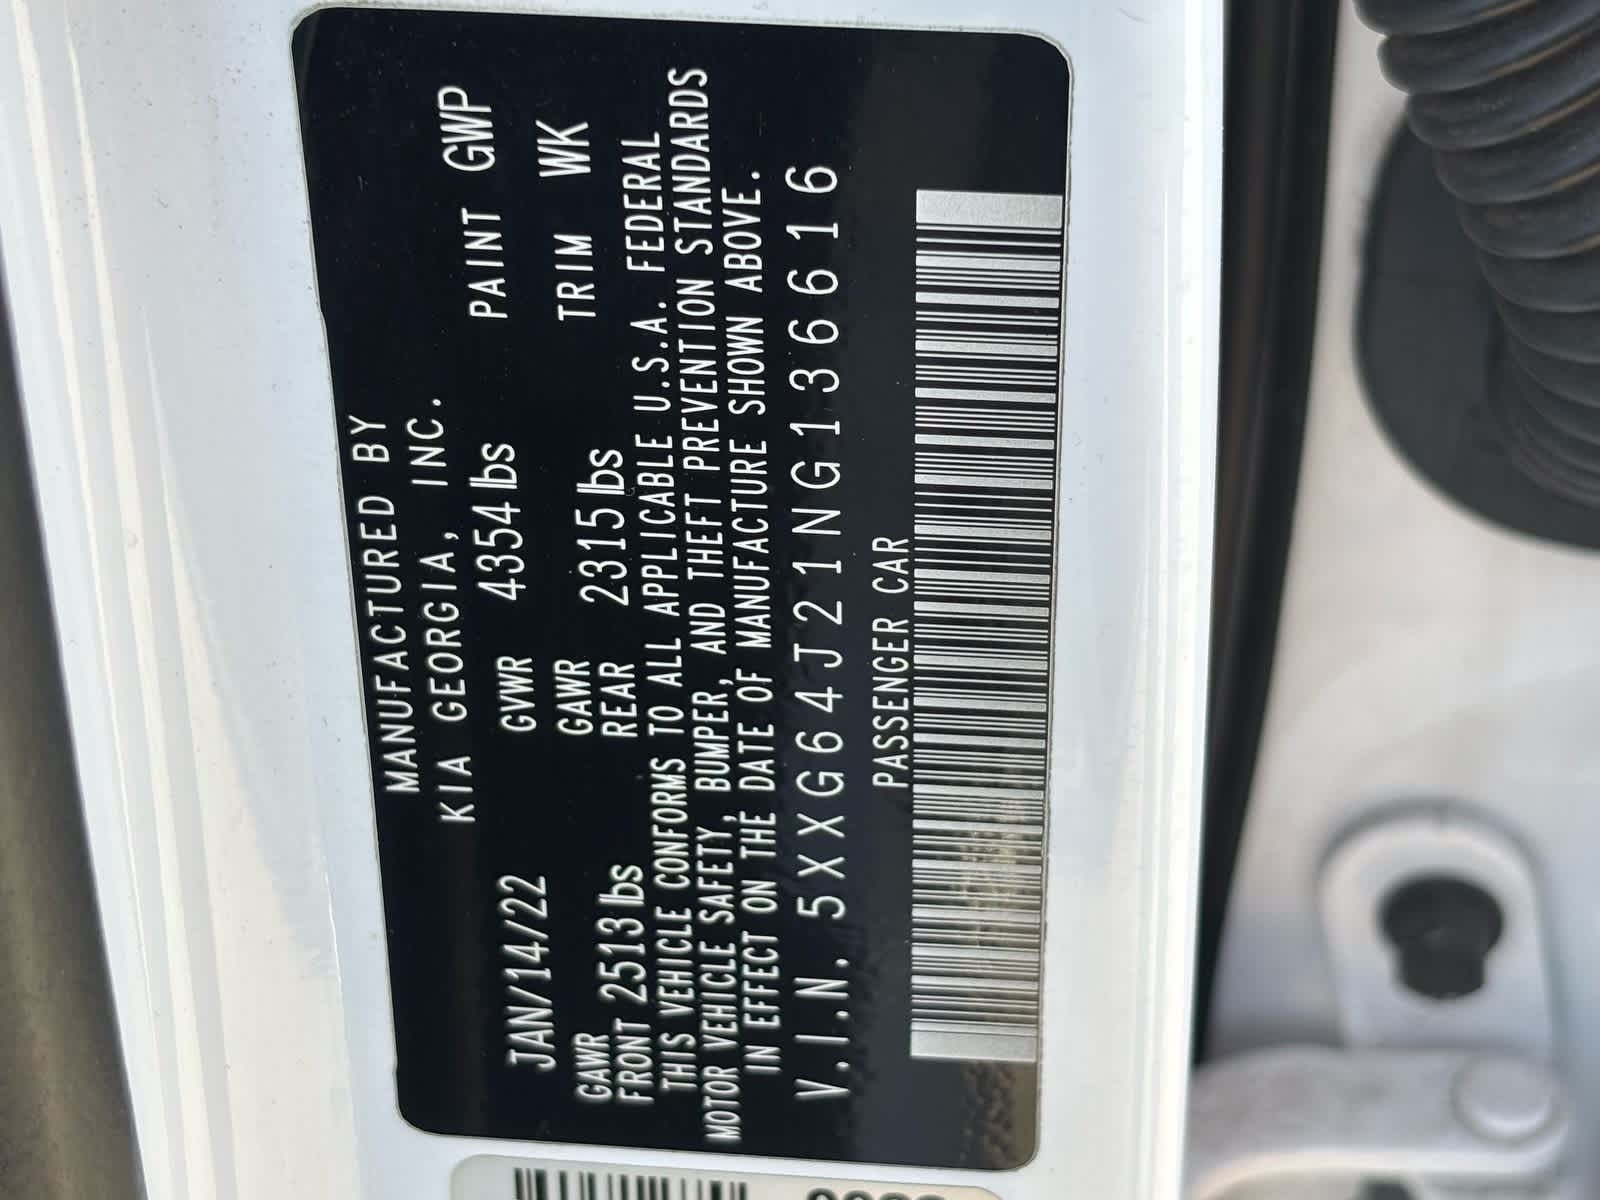 MANUFACTURED BY
KIA GEORGIA, INC.
JAN/14/22 GVWR 4354 lbs PAINT GWP
GAWR FRONT 2513 lbs GAWR REAR 2315 lbs TRIM WK
THIS VEHICLE CONFORMS TO ALL APPLICABLE U.S.A. FEDERAL
MOTOR VEHICLE SAFETY, BUMPER, AND THEFT PREVENTION STANDARDS
IN EFFECT ON THE DATE OF MANUFACTURE SHOWN ABOVE.
V.I.N. 5XXG64J21NG136616
PASSENGER CAR